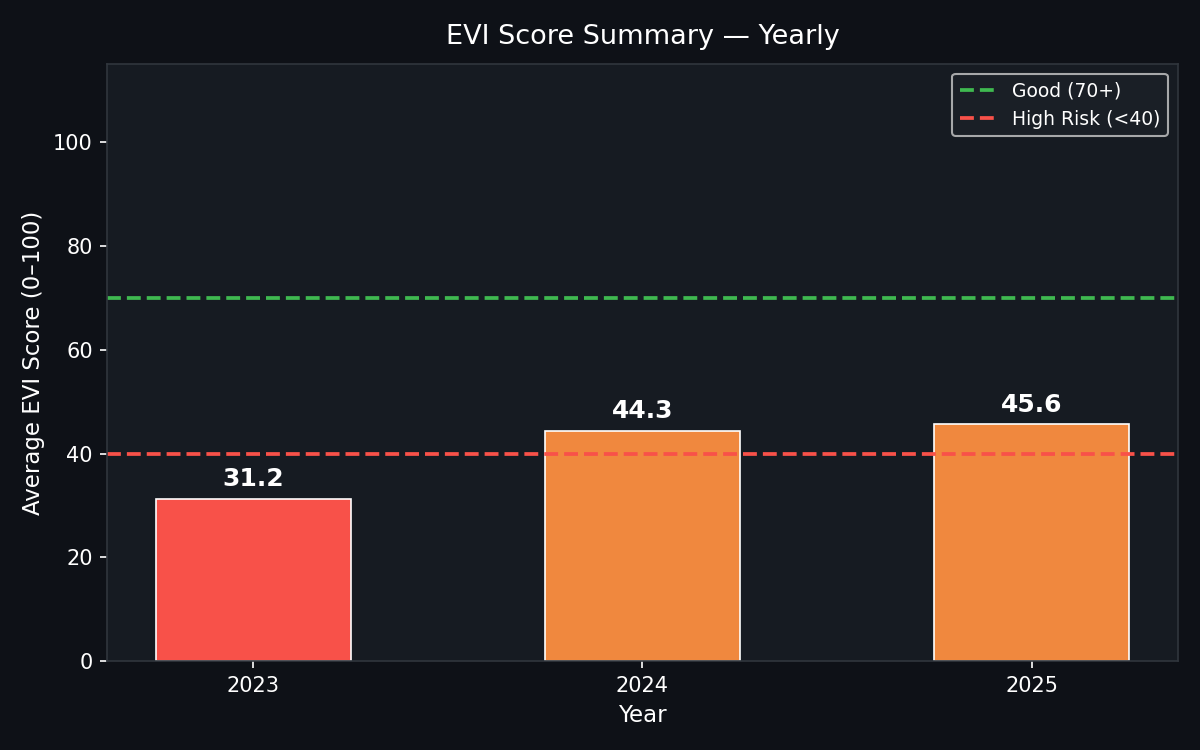 EVI Score Summary — Yearly
Good (70+)
High Risk (<40)
Average EVI Score (0–100)
100
80
60
40
20
0
31.2
44.3
45.6
2023
2024
2025
Year